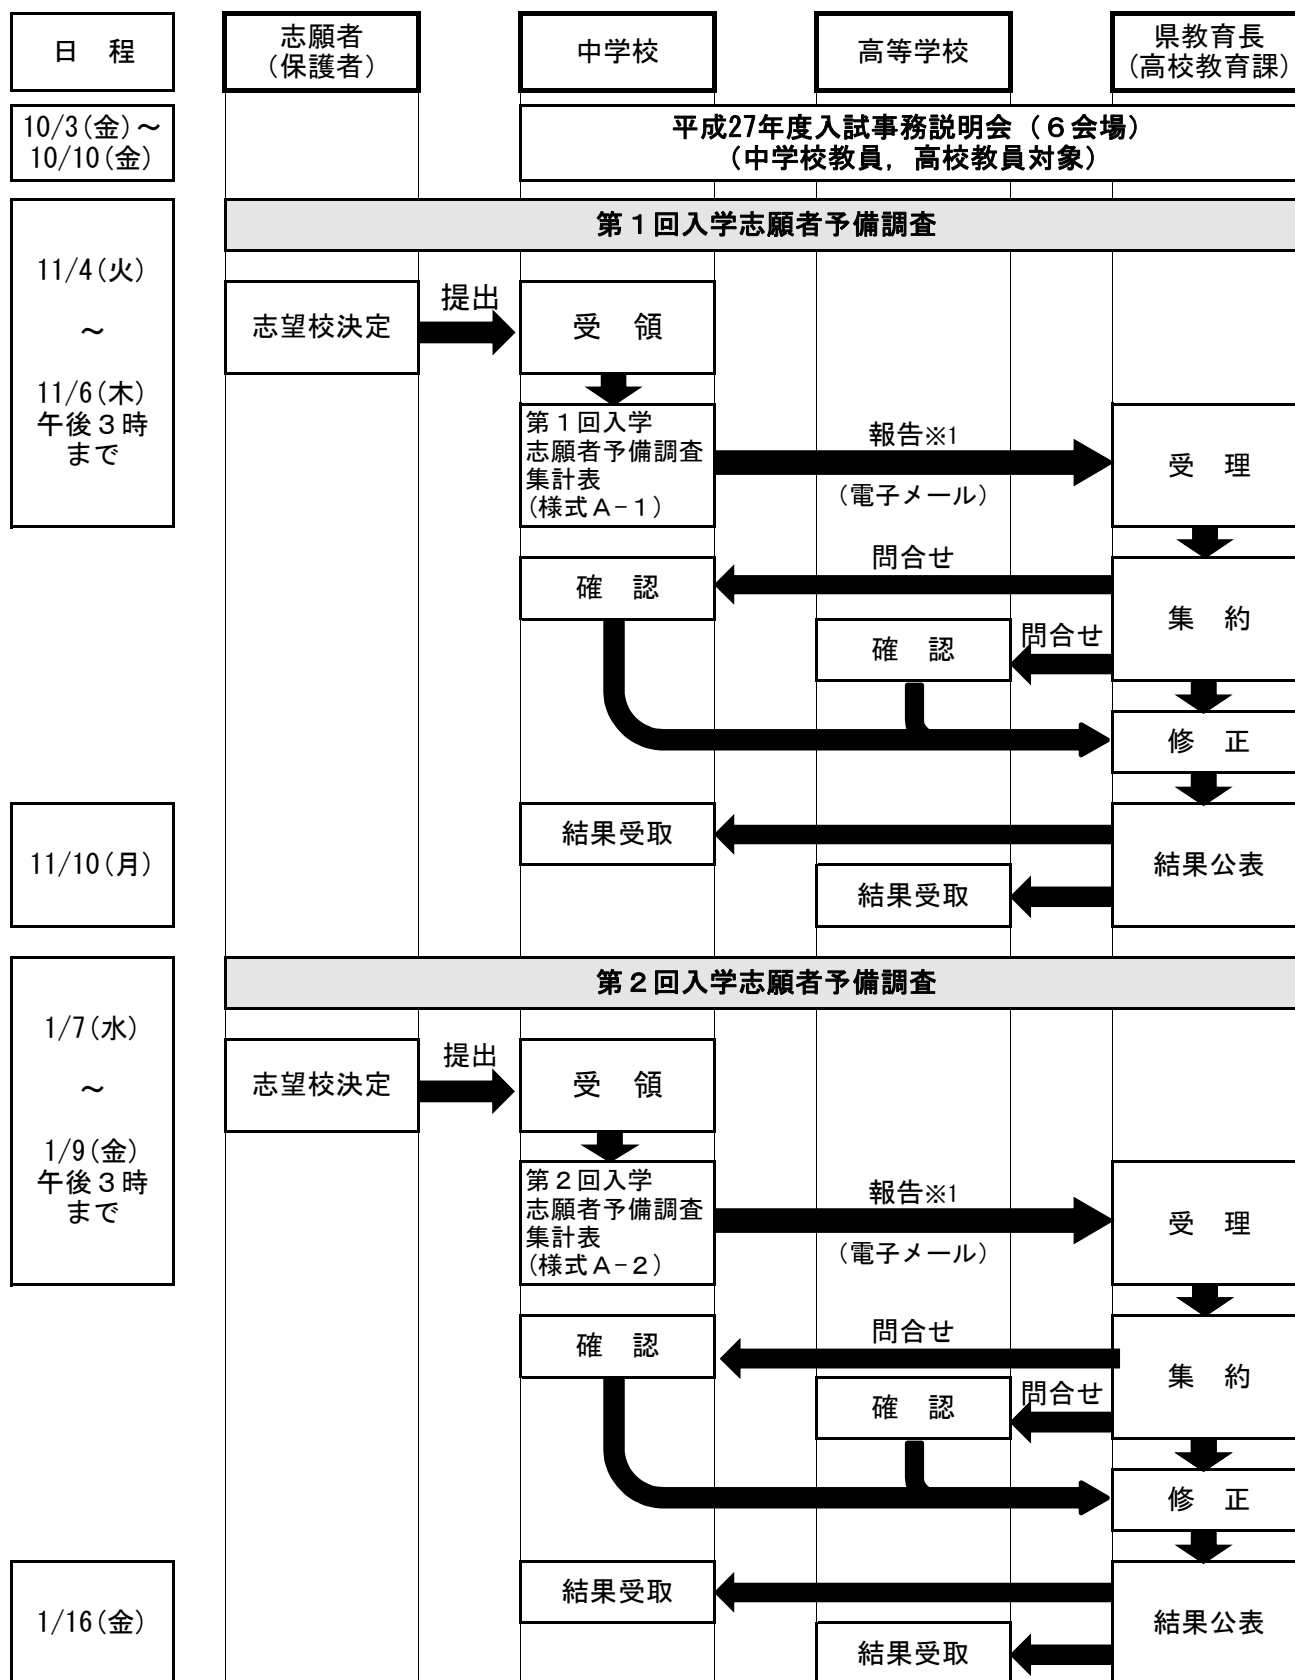 日　程
志願者
（保護者）
中学校
高等学校
県教育長
（高校教育課）
10/3(金)～
10/10(金)
平成27年度入試事務説明会（６会場）
（中学校教員，高校教員対象）
第１回入学志願者予備調査
11/4(火)
～
11/6(木)
午後３時
まで
志望校決定
提出
受　領
第１回入学
志願者予備調査
集計表
(様式Ａ−１)
報告※1
（電子メール）
受　理
確　認
問合せ
集　約
確　認
問合せ
修　正
11/10(月)
結果受取
結果公表
結果受取
第２回入学志願者予備調査
1/7(水)
～
1/9(金)
午後３時
まで
志望校決定
提出
受　領
第２回入学
志願者予備調査
集計表
(様式Ａ−２)
報告※1
（電子メール）
受　理
確　認
問合せ
集　約
確　認
問合せ
修　正
1/16(金)
結果受取
結果公表
結果受取